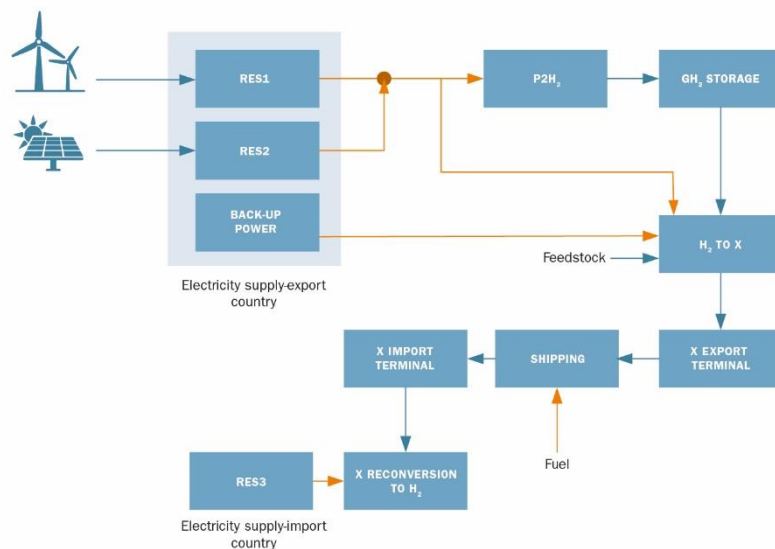 RES1
P2H₂
GH₂ STORAGE
RES2
BACK-UP
POWER
H₂ TO X
Feedstock
Electricity supply-export
country
X IMPORT
TERMINAL
SHIPPING
X EXPORT
TERMINAL
RES3
X RECONVERSION
TO H₂
Fuel
Electricity supply-import
country